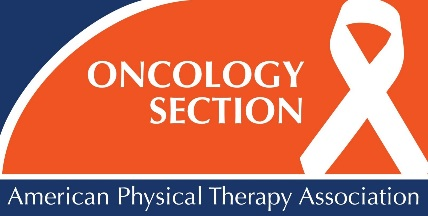 ONCOLOGY
SECTION
American Physical Therapy Association